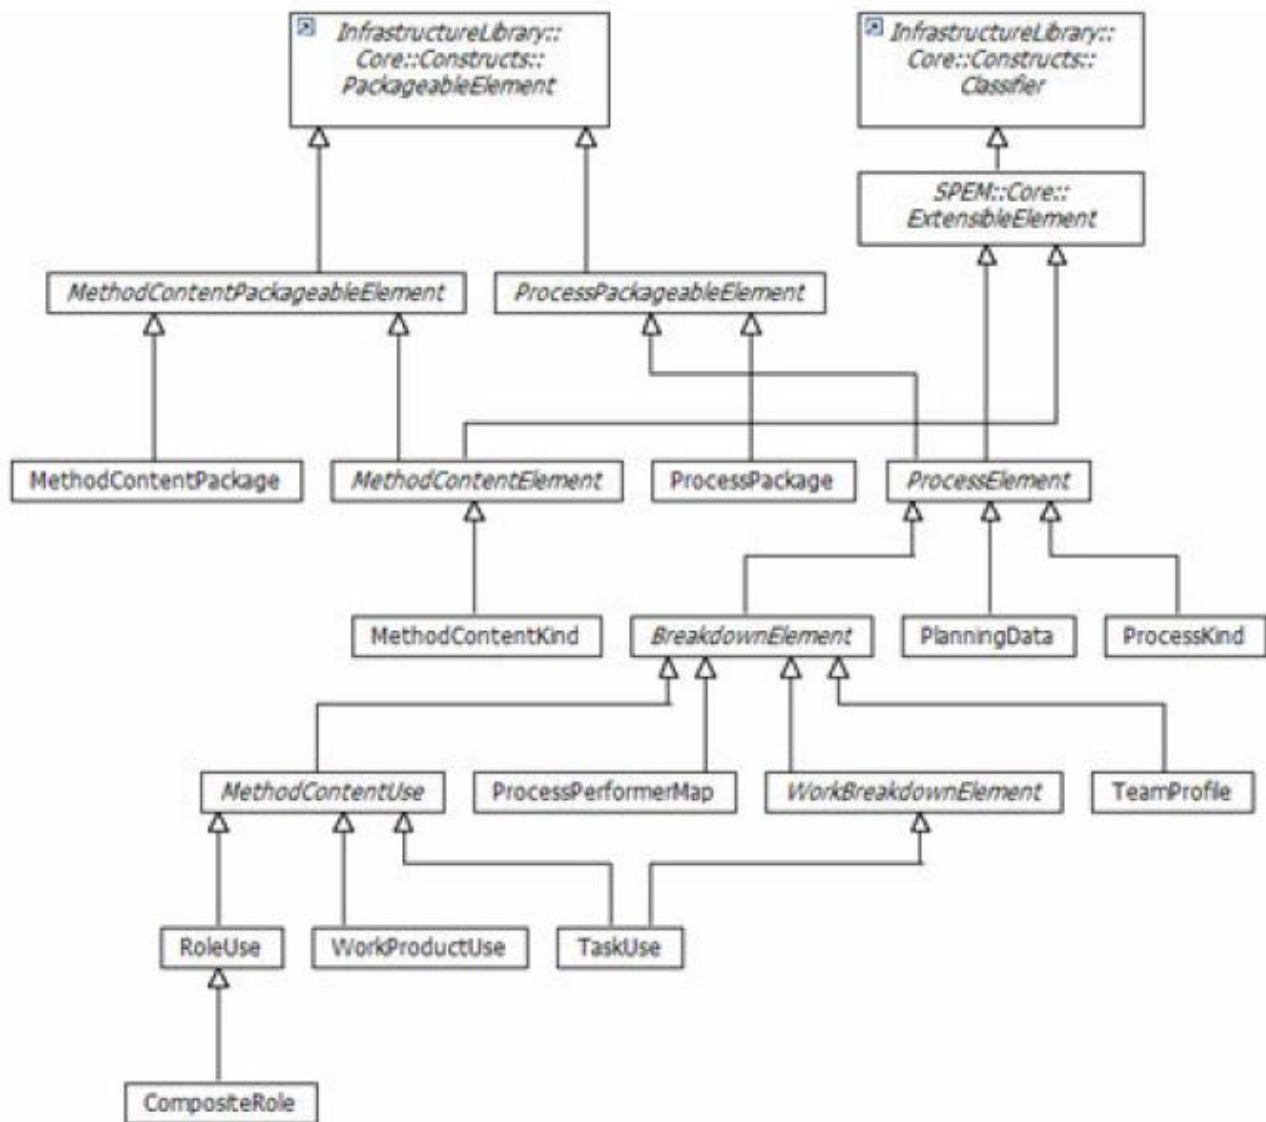 InfrastructureLibrary::
Core::Constructs::
PackageableElement
InfrastructureLibrary::
Core::Constructs::
Classifier
SPEM::Core::
ExtensibleElement
MethodContentPackageableElement
ProcessPackageableElement
MethodContentPackage
MethodContentElement
ProcessPackage
ProcessElement
MethodContentKind
BreakdownElement
PlanningData
ProcessKind
MethodContentUse
ProcessPerformerMap
WorkBreakdownElement
TeamProfile
RoleUse
WorkProductUse
TaskUse
CompositeRole